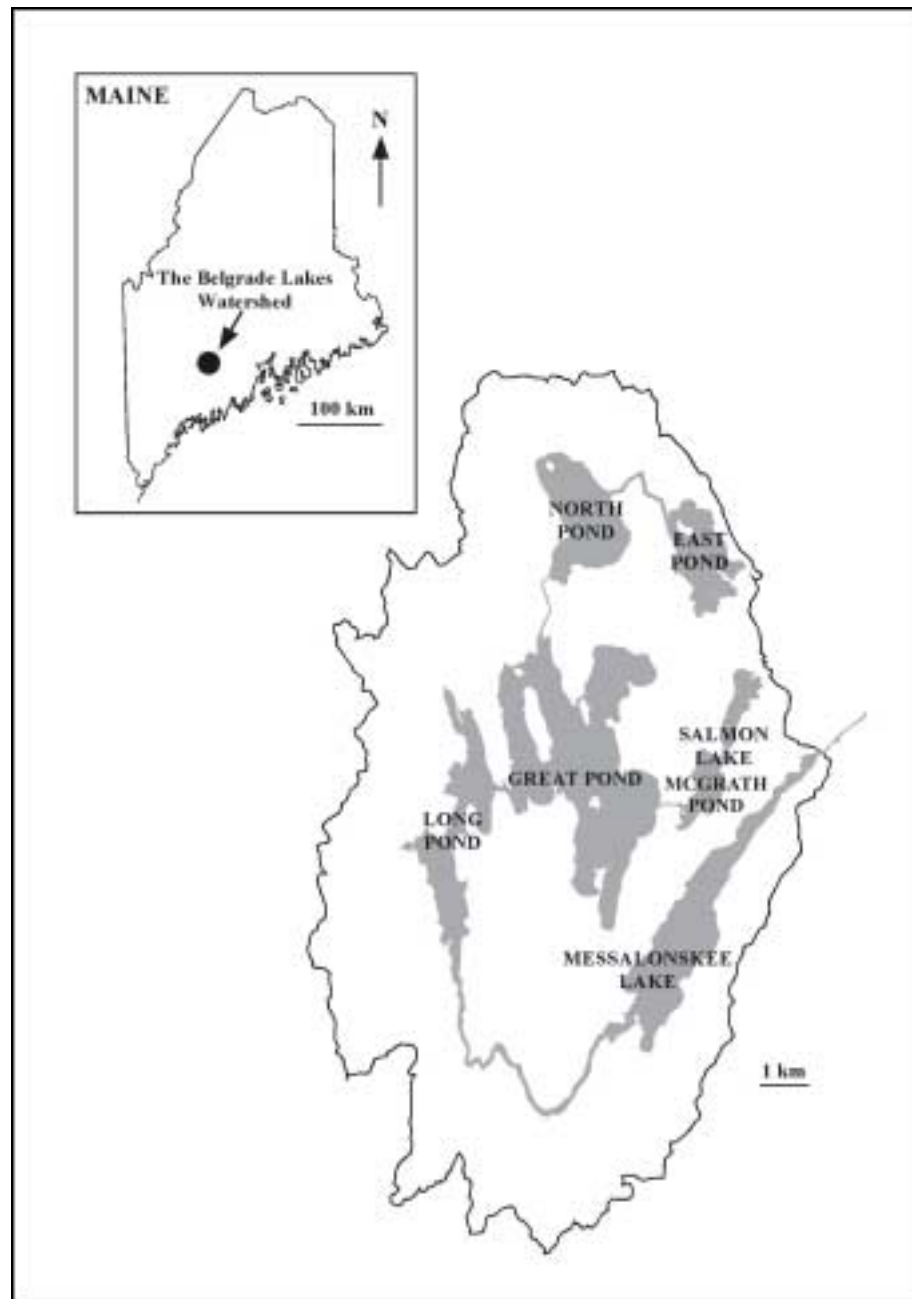 MAINE
N
The Belgrade Lakes
Watershed
100 km
NORTH
POND
EAST
POND
SALMON
LAKE
GREAT POND
MCGRATH
POND
LONG
POND
MESSALONSKEE
LAKE
1 km